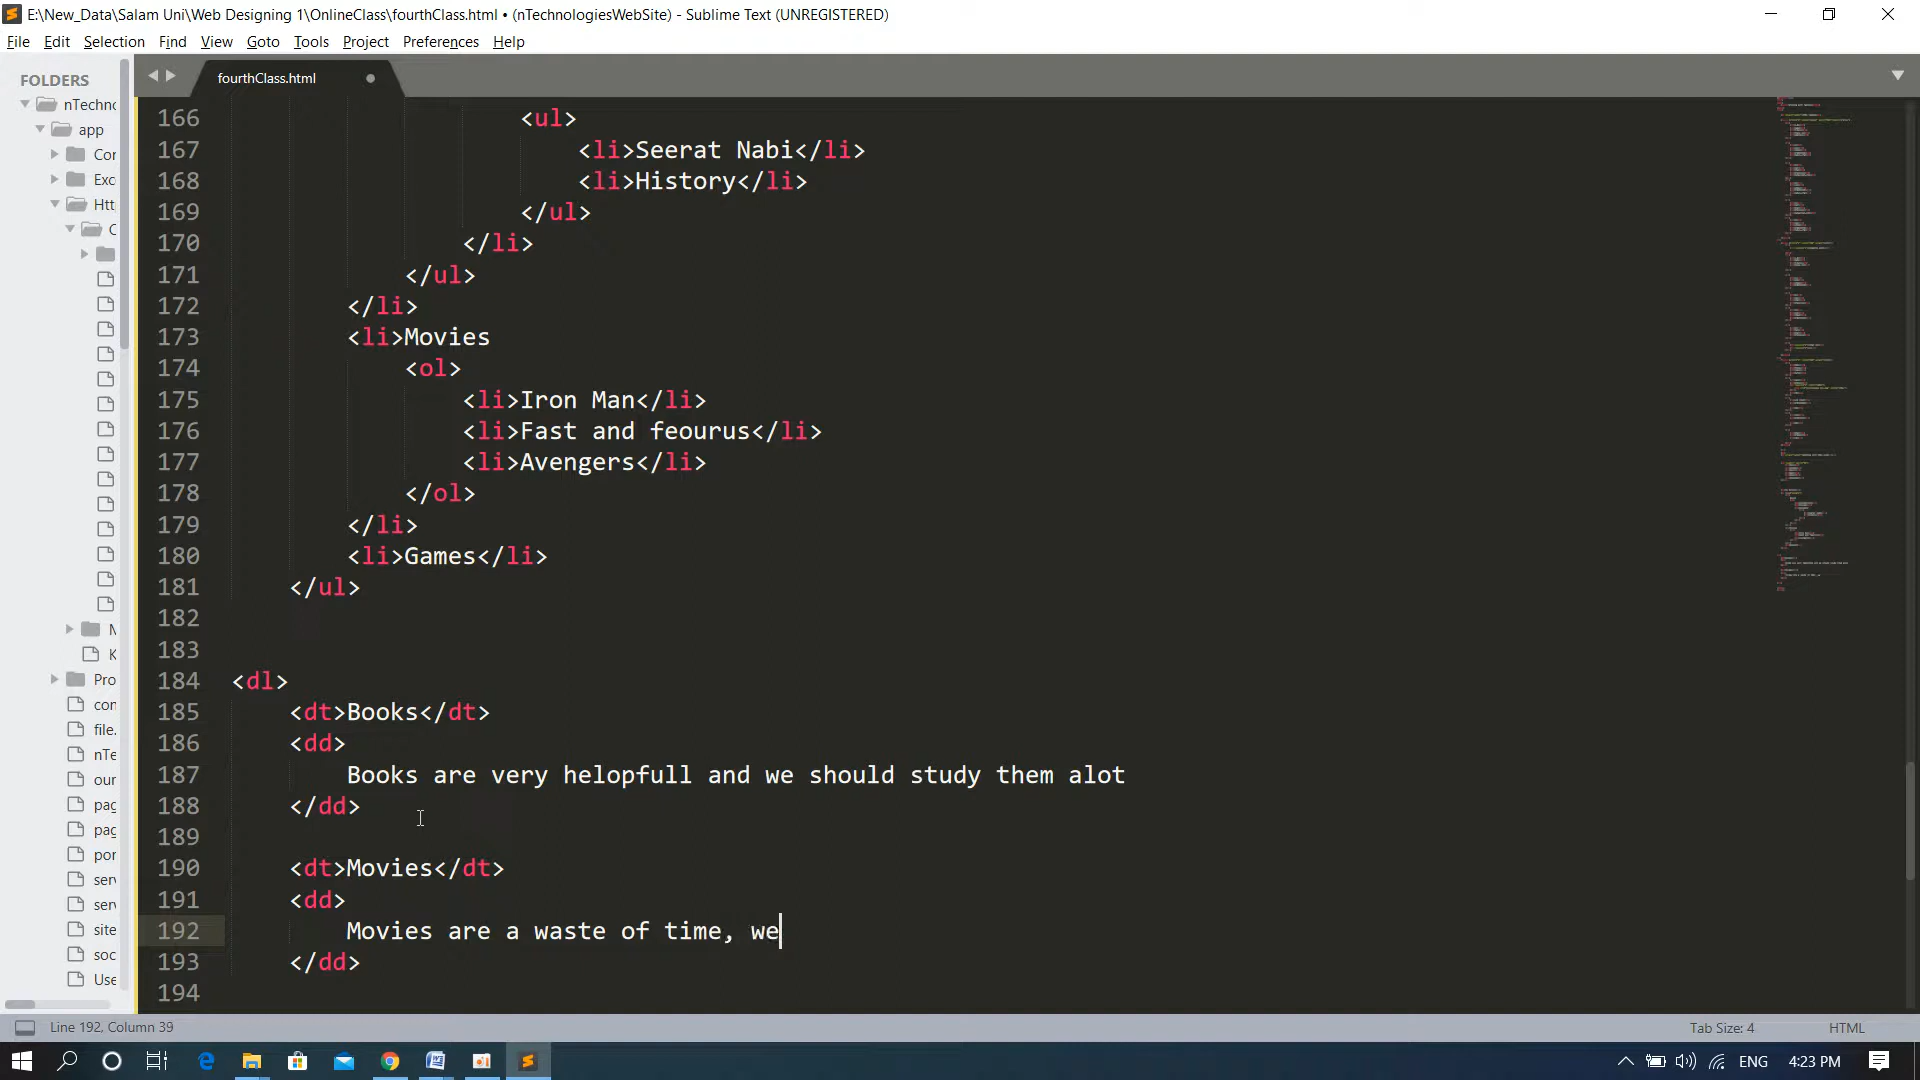 E:\New_Data\Salam Uni\Web Designing 1\OnlineClass\fourthClass.html • (nTechnologiesWebSite) - Sublime Text (UNREGISTERED)
File Edit Selection Find View Goto Tools Project Preferences Help
FOLDERS
fourthClass.html
nTechno
app
Cor
Exc
Htt
C
M
K
Pro
con
file.
nTe
our
pag
pag
por
serv
serv
site
soc
Use
166 <ul>
167 <li>Seerat Nabi</li>
168 <li>History</li>
169 </ul>
170 </li>
171 </ul>
172 </li>
173 <li>Movies
174 <ol>
175 <li>Iron Man</li>
176 <li>Fast and feourus</li>
177 <li>Avengers</li>
178 </ol>
179 </li>
180 <li>Games</li>
181 </ul>
182
183
184 <dl>
185 <dt>Books</dt>
186 <dd>
187 Books are very helopfull and we should study them alot
188 </dd>
189
190 <dt>Movies</dt>
191 <dd>
192 Movies are a waste of time, we
193 </dd>
194
Line 192, Column 39
Tab Size: 4 HTML
ENG 4:23 PM